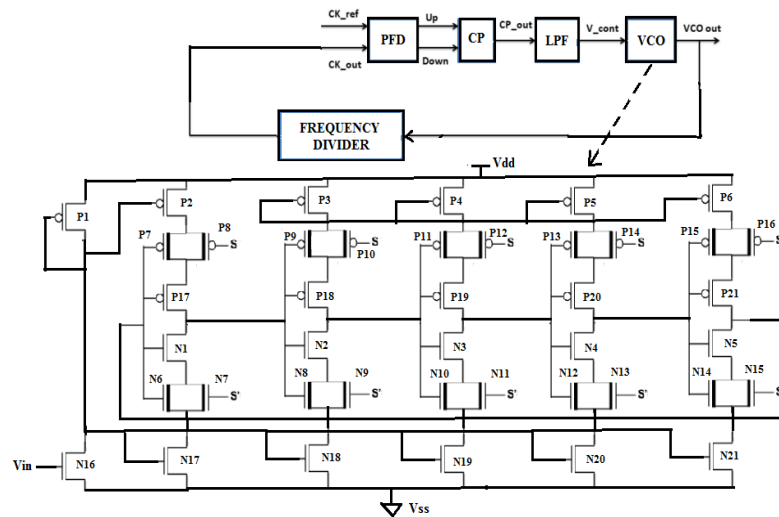 CK_ref
PFD
Up
CP
CP_out
LPF
V_cont
VCO
VCO out
CK_out
Down
FREQUENCY
DIVIDER
Vdd
P1
P2
P3
P4
P5
P6
P7
P8
S
P9
P10
S
P11
P12
S
P13
P14
S
P15
P16
S
P17
P18
P19
P20
P21
N1
N2
N3
N4
N5
N6
N7
S'
N8
N9
S'
N10
N11
S'
N12
N13
S'
N14
N15
Vin
N16
N17
N18
N19
N20
N21
Vss